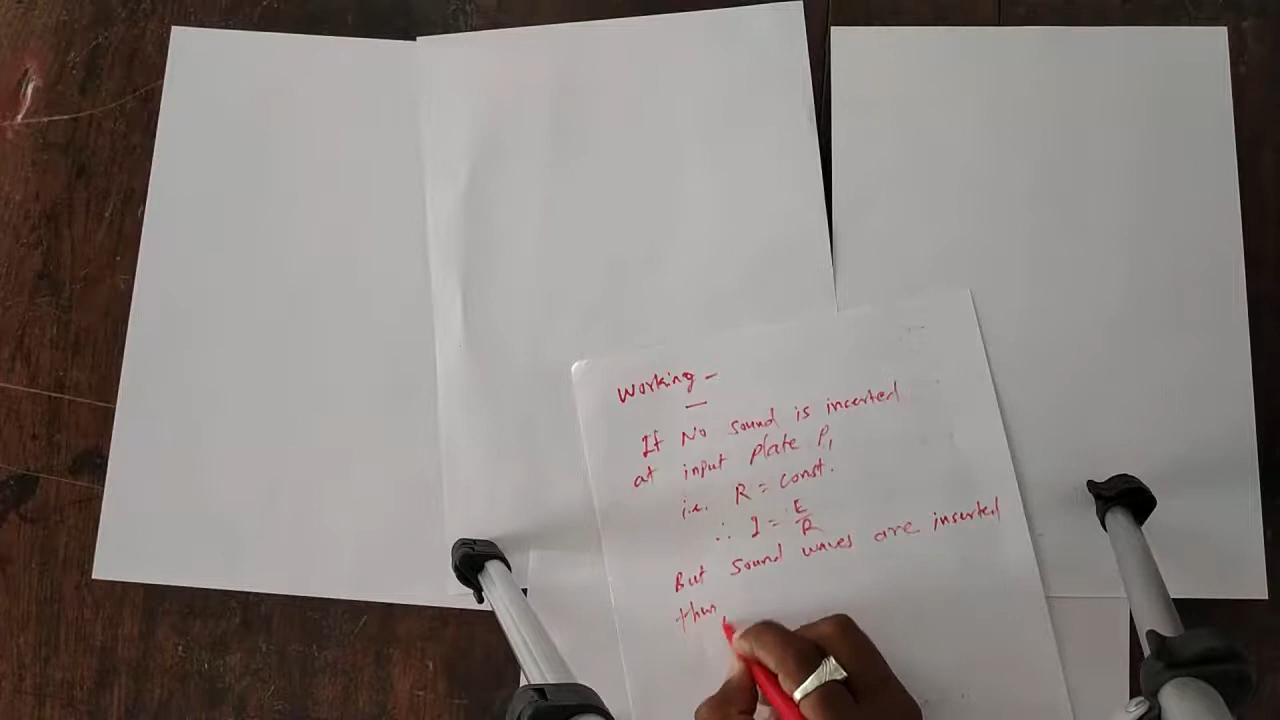 Working -
If No sound is inserted
at input plate P₁
i.e. R = Const.
∴ I = E/R
But sound waves are inserted
then